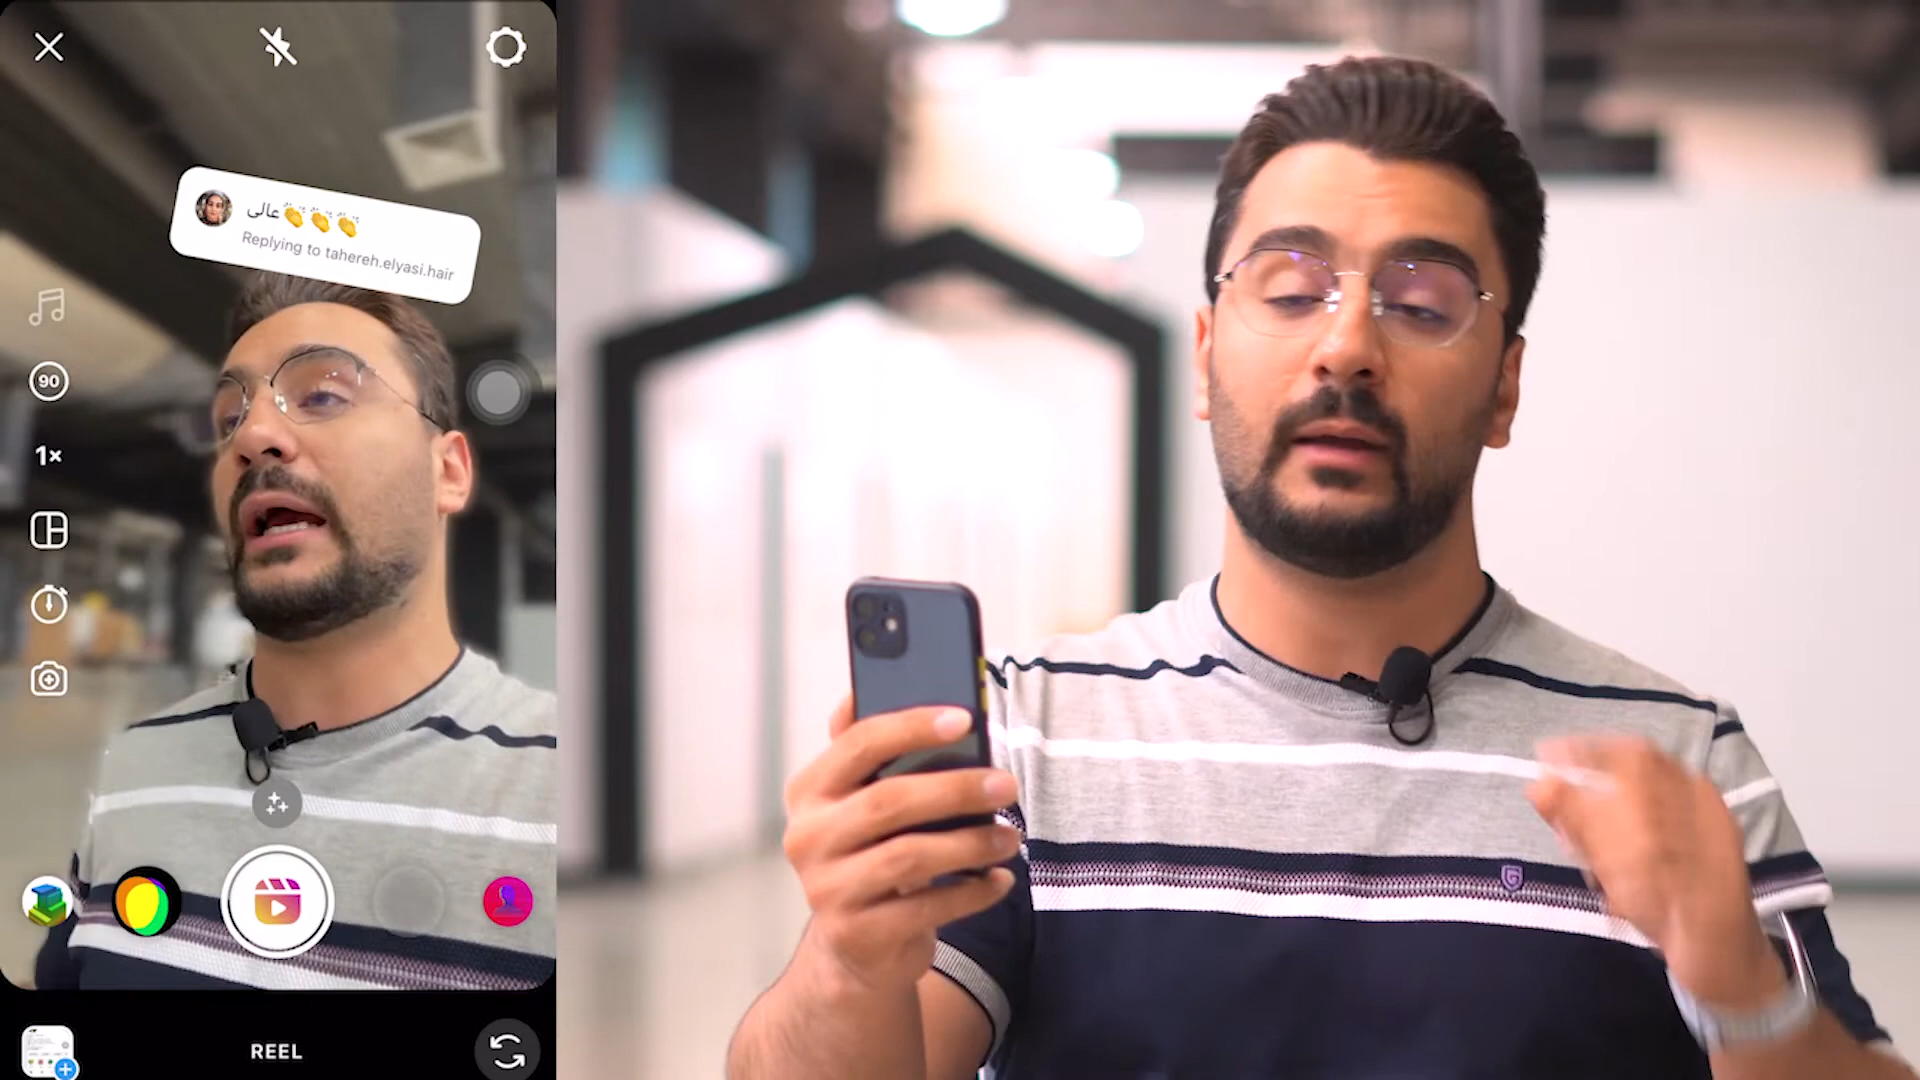 عالی👏👏👏
Replying to tahereh.elyasi.hair
90
1×
REEL